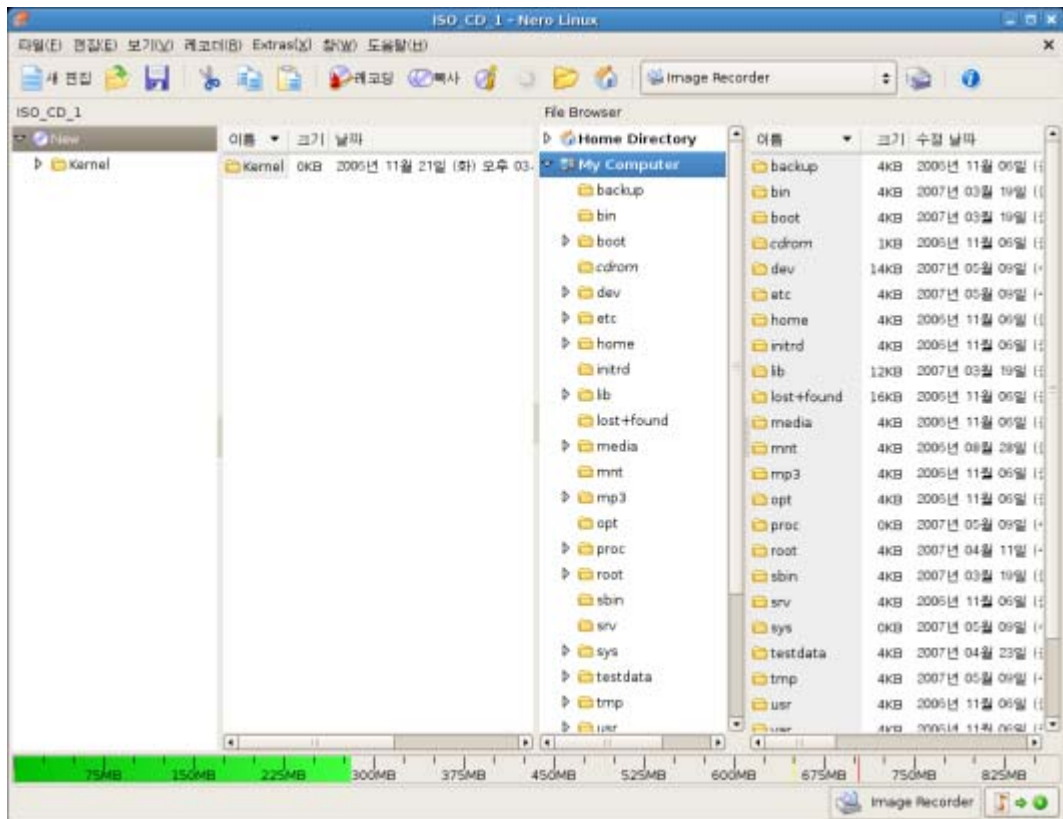 ISO_CD_1 - Nero Linux
파일(F) 편집(E) 보기(V) 레코더(R) Extras(X) 창(W) 도움말(H)
새 편집 레코딩 복사 Image Recorder
ISO_CD_1
New
Kernel
이름 크기 날짜
Kernel 0KB 2006년 11월 21일 (화) 오후 03
File Browser
Home Directory
My Computer
backup
bin
boot
cdrom
dev
etc
home
initrd
lib
lost+found
media
mnt
mp3
opt
proc
root
sbin
srv
sys
testdata
tmp
usr
이름 크기 수정 날짜
backup 4KB 2006년 11월 06일
bin 4KB 2007년 03월 19일
boot 4KB 2007년 03월 19일
cdrom 1KB 2006년 11월 06일
dev 14KB 2007년 05월 09일
etc 4KB 2007년 05월 09일
home 4KB 2006년 11월 06일
initrd 4KB 2006년 11월 06일
lib 12KB 2007년 03월 19일
lost+found 16KB 2006년 11월 06일
media 4KB 2006년 11월 06일
mnt 4KB 2006년 08월 28일
mp3 4KB 2006년 11월 06일
opt 4KB 2006년 11월 06일
proc 0KB 2007년 05월 09일
root 4KB 2007년 04월 11일
sbin 4KB 2007년 03월 19일
srv 4KB 2006년 11월 06일
sys 0KB 2007년 05월 09일
testdata 4KB 2007년 04월 23일
tmp 4KB 2007년 05월 09일
usr 4KB 2006년 11월 06일
75MB 150MB 225MB 300MB 375MB 450MB 525MB 600MB 675MB 750MB 825MB
Image Recorder